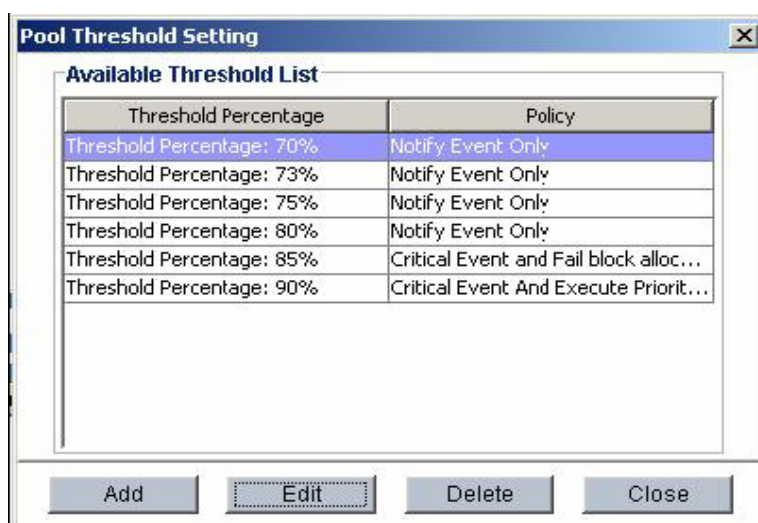 Pool Threshold Setting
Available Threshold List
Threshold Percentage Policy
Threshold Percentage: 70% Notify Event Only
Threshold Percentage: 73% Notify Event Only
Threshold Percentage: 75% Notify Event Only
Threshold Percentage: 80% Notify Event Only
Threshold Percentage: 85% Critical Event and Fail block alloc...
Threshold Percentage: 90% Critical Event And Execute Priorit...
Add Edit Delete Close